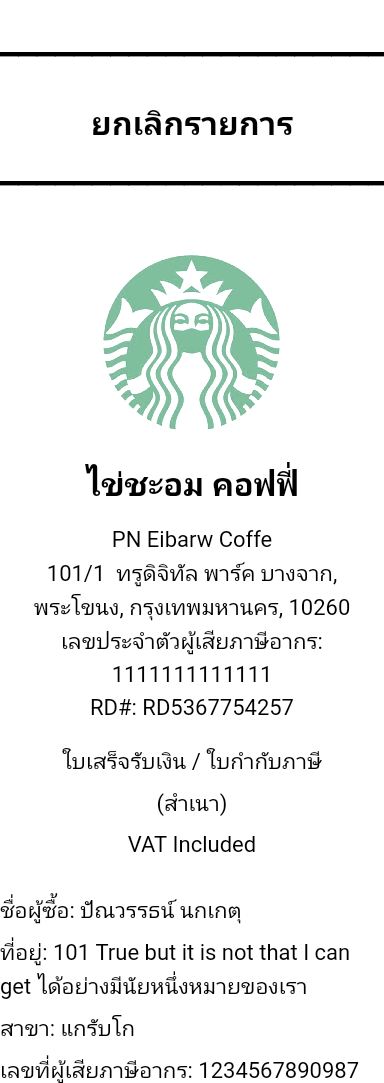 ยกเลิกรายการ
ไข่ชะอม คอฟฟี่
PN Eibarw Coffe
101/1 ทรูดิจิทัล พาร์ค บางจาก,
พระโขนง, กรุงเทพมหานคร, 10260
เลขประจำตัวผู้เสียภาษีอากร:
1111111111111
RD#: RD5367754257
ใบเสร็จรับเงิน / ใบกำกับภาษี
(สำเนา)
VAT Included
ชื่อผู้ซื้อ: ปัณวรรธน์ นกเกตุ
ที่อยู่: 101 True but it is not that I can
get ได้อย่างมีนัยหนึ่งหมายของเรา
สาขา: แกรับโก
เลขที่ผู้เสียภาษีอากร: 1234567890987